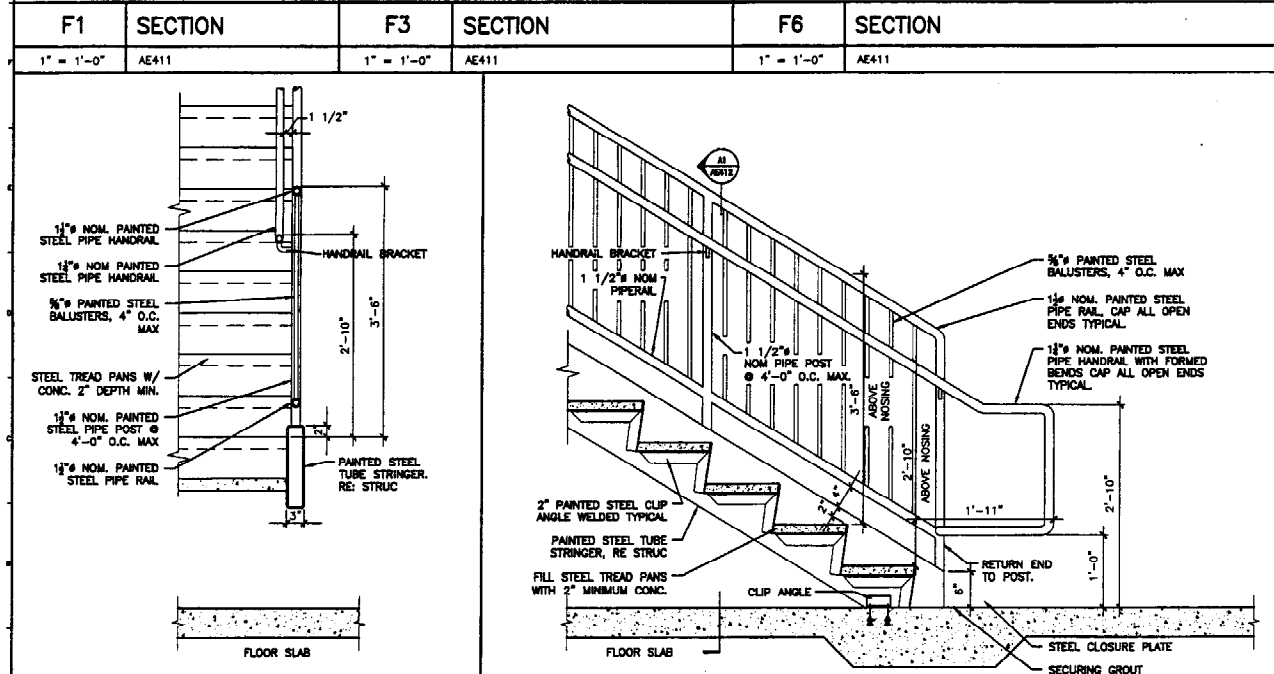 F1 SECTION F3 SECTION F6 SECTION
1" = 1'-0" AE411 1" = 1'-0" AE411 1" = 1'-0" AE411
1 1/2"
1½"ø NOM. PAINTED
STEEL PIPE HANDRAIL
1½"ø NOM PAINTED
STEEL PIPE HANDRAIL
HANDRAIL BRACKET
⅝"ø PAINTED STEEL
BALUSTERS, 4" O.C.
MAX
2'-10"
3'-6"
STEEL TREAD PANS W/
CONC. 2" DEPTH MIN.
1½"ø NOM. PAINTED
STEEL PIPE POST @
4'-0" O.C. MAX
2"
1½"ø NOM. PAINTED
STEEL PIPE RAIL
PAINTED STEEL
TUBE STRINGER.
RE: STRUC
3"
FLOOR SLAB
A1
HANDRAIL BRACKET
1 1/2"ø NOM
PIPERAIL
⅝"ø PAINTED STEEL
BALUSTERS, 4" O.C. MAX
1½ø NOM. PAINTED STEEL
PIPE RAIL, CAP ALL OPEN
ENDS TYPICAL.
1½"ø NOM. PAINTED STEEL
PIPE HANDRAIL WITH FORMED
BENDS CAP ALL OPEN ENDS
TYPICAL.
1 1/2"ø
NOM PIPE POST
@ 4'-0" O.C. MAX.
3'-6"
ABOVE
NOSING
2'-10"
ABOVE NOSING
4"
2"
1'-11"
2'-10"
1'-0"
6"
2" PAINTED STEEL CLIP
ANGLE WELDED TYPICAL
PAINTED STEEL TUBE
STRINGER, RE STRUC
FILL STEEL TREAD PANS
WITH 2" MINIMUM CONC.
CLIP ANGLE
RETURN END
TO POST.
FLOOR SLAB
STEEL CLOSURE PLATE
SECURING GROUT